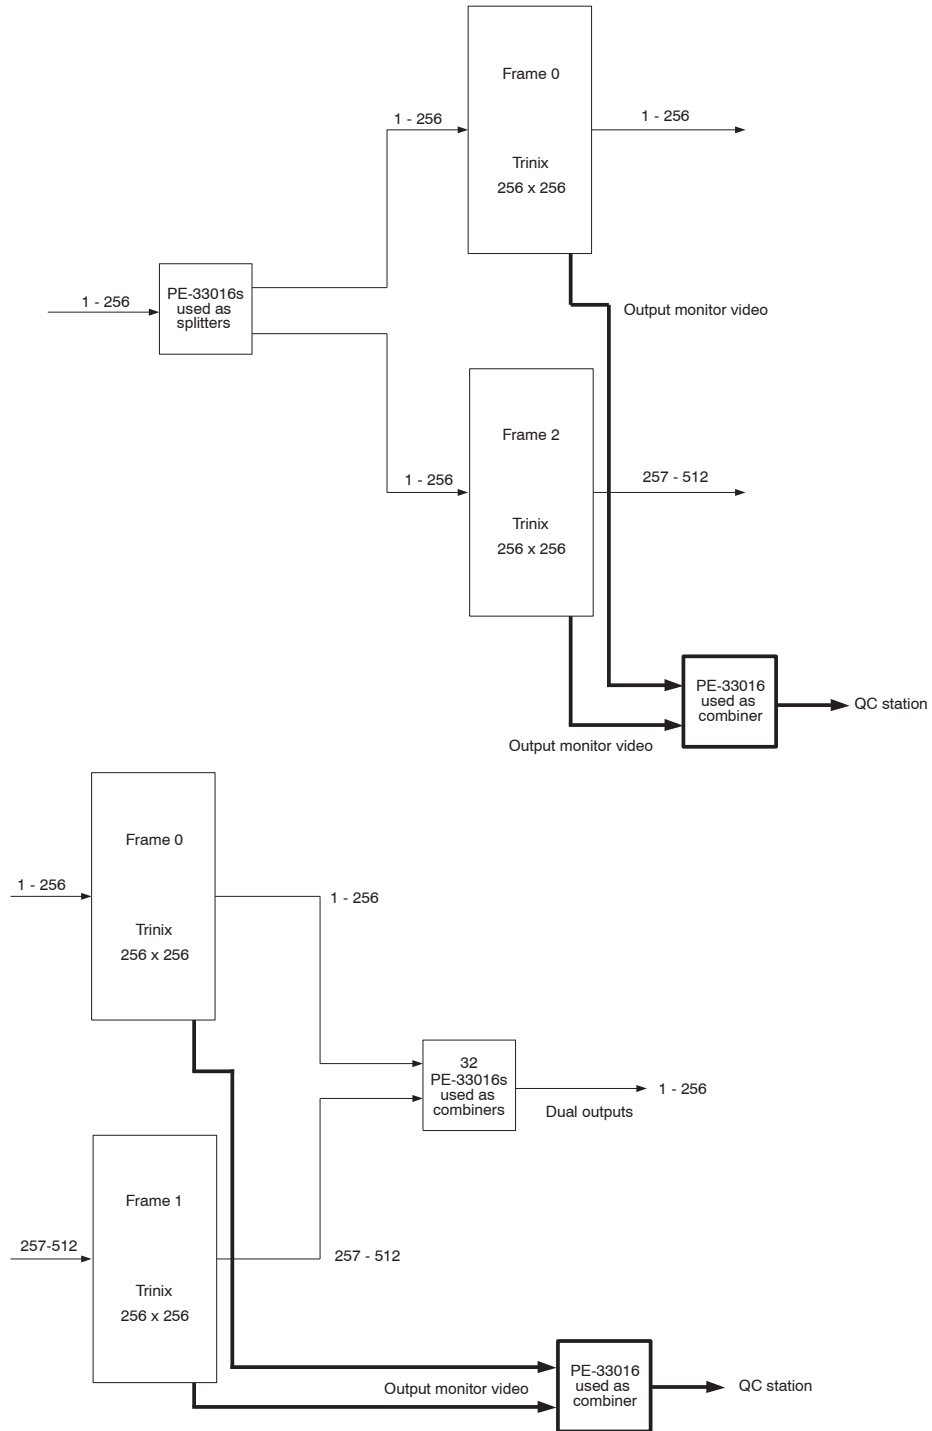 Frame 0
1 - 256
1 - 256
Trinix
256 x 256
1 - 256
PE-33016s
used as
splitters
Output monitor video
Frame 2
1 - 256
257 - 512
Trinix
256 x 256
PE-33016
used as
combiner
QC station
Output monitor video
Frame 0
1 - 256
1 - 256
Trinix
256 x 256
32
PE-33016s
used as
combiners
1 - 256
Dual outputs
Frame 1
257-512
257 - 512
Trinix
256 x 256
PE-33016
used as
combiner
QC station
Output monitor video